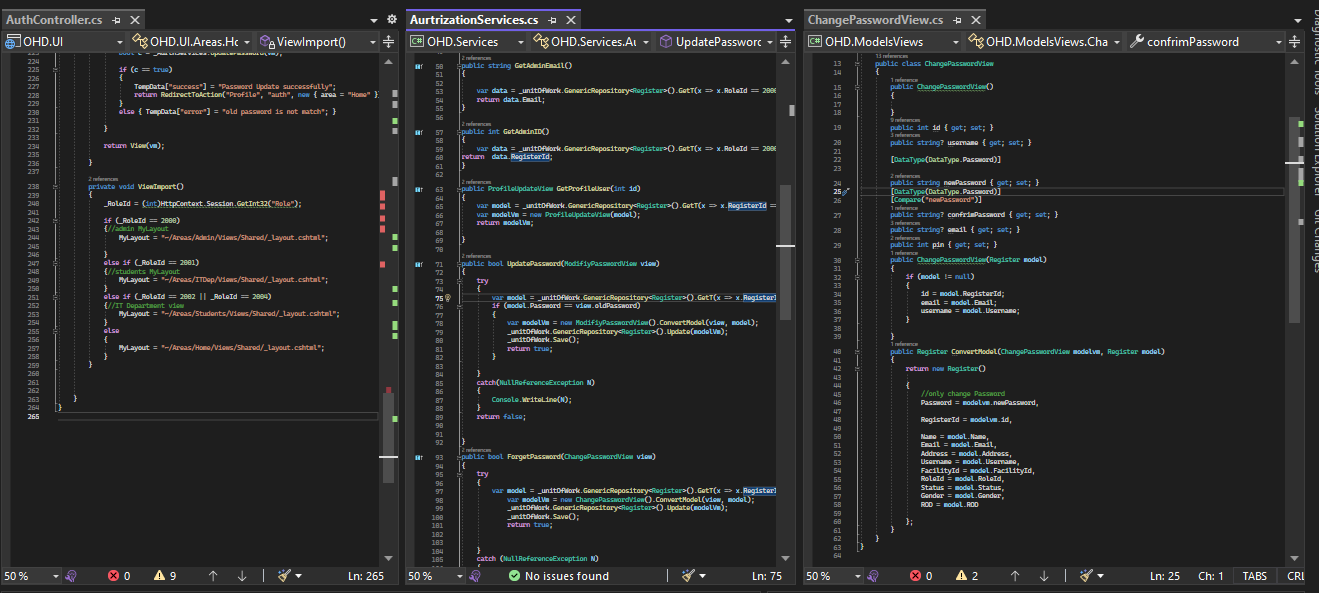 AuthController.cs
OHD.UI
OHD.UI.Areas.Hc
ViewImport()
224
225
226 if (c == true)
{
227 TempData["success"] = "Password Update successfully";
228 return RedirectToAction("Profile", "auth", new { area = "Home" }
229 }
230 else { TempData["error"] = "old password is not match"; }
231
232 }
233
234 return View(vm);
235
236 }
237
2 references
238 private void ViewImport()
239 {
240 _RoleId = (int)HttpContext.Session.GetInt32("Role");
241
242 if (_RoleId == 2000)
243 {//admin MyLayout
244 MyLayout = "~/Areas/Admin/Views/Shared/_layout.cshtml";
245
246 }
247 else if (_RoleId == 2001)
248 {//students MyLayout
249 MyLayout = "~/Areas/ITDep/Views/Shared/_layout.cshtml";
250 }
251 else if (_RoleId == 2002 || _RoleId == 2004)
252 {//IT Department view
253 MyLayout = "~/Areas/Students/Views/Shared/_layout.cshtml";
254 }
255 else
256 {
257 MyLayout = "~/Areas/Home/Views/Shared/_layout.cshtml";
258 }
259 }
260
261
262
263 }
264 }
265
50 %
0
9
Ln: 265
AurtrizationServices.cs
OHD.Services
OHD.Services.Au
UpdatePassword
2 references
50 public string GetAdminEmail()
51 {
52
53 var data = _unitOfWork.GenericRepository<Register>().GetT(x => x.RoleId == 2000
54 return data.Email;
55 }
56
2 references
57 public int GetAdminID()
58 {
59 var data = _unitOfWork.GenericRepository<Register>().GetT(x => x.RoleId == 2000
60 return data.RegisterId;
61 }
62
2 references
63 public ProfileUpdateView GetProfileUser(int id)
64 {
65 var model = _unitOfWork.GenericRepository<Register>().GetT(x => x.RegisterId ==
66 var modelVm = new ProfileUpdateView(model);
67 return modelVm;
68
69 }
70
2 references
71 public bool UpdatePassword(ModifiyPasswordView view)
72 {
73 try
74 {
75 var model = _unitOfWork.GenericRepository<Register>().GetT(x => x.RegisterI
76 if (model.Password == view.oldPassword)
77 {
78 var modelVm = new ModifiyPasswordView().ConvertModel(view, model);
79 _unitOfWork.GenericRepository<Register>().Update(modelVm);
80 _unitOfWork.Save();
81 return true;
82 }
83
84 }
85 catch(NullReferenceException N)
86 {
87 Console.WriteLine(N);
88 }
89 return false;
90
91
92 }
2 references
93 public bool ForgetPassword(ChangePasswordView view)
94 {
95 try
96 {
97 var model = _unitOfWork.GenericRepository<Register>().GetT(x => x.RegisterI
98 var modelVm = new ChangePasswordView().ConvertModel(view, model);
99 _unitOfWork.GenericRepository<Register>().Update(modelVm);
100 _unitOfWork.Save();
101 return true;
102
103
104 }
105 catch (NullReferenceException N)
50 %
No issues found
Ln: 75
ChangePasswordView.cs
OHD.ModelsViews
OHD.ModelsViews.Cha
confrimPassword
13 references
13 public class ChangePasswordView
14 {
1 reference
15 public ChangePasswordView()
16 {
17
18 }
9 references
19 public int id { get; set; }
3 references
20 public string? username { get; set; }
21
22 [DataType(DataType.Password)]
23
2 references
24 public string newPassword { get; set; }
25 [DataType(DataType.Password)]
26 [Compare("newPassword")]
1 reference
27 public string? confrimPassword { get; set; }
3 references
28 public string? email { get; set; }
2 references
29 public int pin { get; set; }
1 reference
30 public ChangePasswordView(Register model)
31 {
32 if (model != null)
33 {
34 id = model.RegisterId;
35 email = model.Email;
36 username = model.Username;
37 }
38
39 }
1 reference
40 public Register ConvertModel(ChangePasswordView modelvm, Register model)
41 {
42 return new Register()
43
44 {
45 //only change Password
46 Password = modelvm.newPassword,
47
48 RegisterId = modelvm.id,
49
50 Name = model.Name,
51 Email = model.Email,
52 Address = model.Address,
53 Username = model.Username,
54 FacilityId = model.FacilityId,
55 RoleId = model.RoleId,
56 Status = model.Status,
57 Gender = model.Gender,
58 ROD = model.ROD
59
60 };
61 }
62 }
63 }
64
50 %
0
2
Ln: 25
Ch: 1
TABS
CRL
Solution Explorer
Git Changes